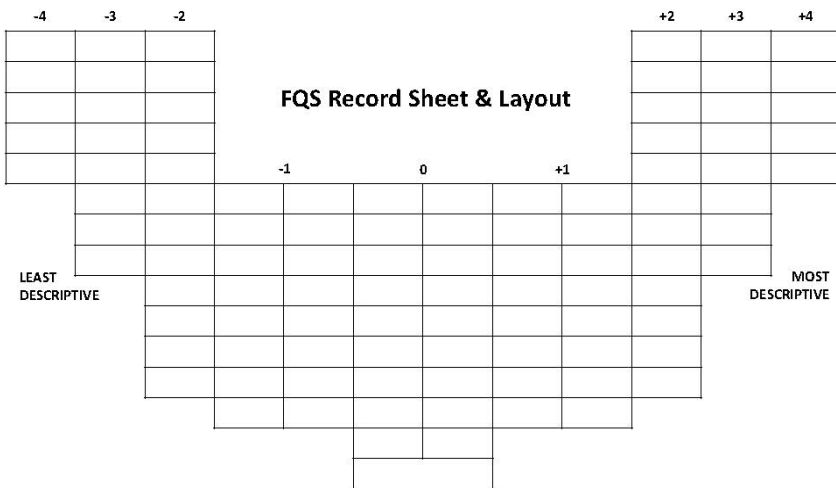 -4 -3 -2 +2 +3 +4
FQS Record Sheet & Layout
-1 0 +1
LEAST
DESCRIPTIVE
MOST
DESCRIPTIVE